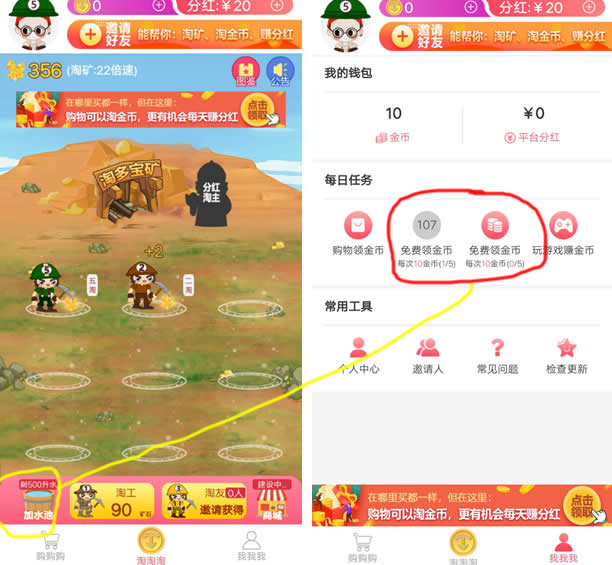 5
0
分红:￥20
邀请
好友
能帮你：淘矿、淘金币、赚分红
356
(淘矿:22倍速)
图鉴
公告
在哪里买都一样，但在这里：
购物可以淘金币，更有机会每天赚分红
点击
领取
淘多宝矿
分红
淘主
+2
5
五淘
2
二淘
剩500升水
加水池
1
淘工
90
矿石
3
淘友
0人
邀请获得
建设中..
商城
购购购
淘淘淘
我我我
5
0
分红:￥20
邀请
好友
能帮你：淘矿、淘金币、赚分红
我的钱包
10
￥0
金币
平台分红
每日任务
107
购物领金币
免费领金币
免费领金币
玩游戏赚金币
每次10金币(1/5)
每次10金币(0/5)
常用工具
个人中心
邀请人
常见问题
检查更新
在哪里买都一样，但在这里：
购物可以淘金币，更有机会每天赚分红
点击
领取
购购购
淘淘淘
我我我